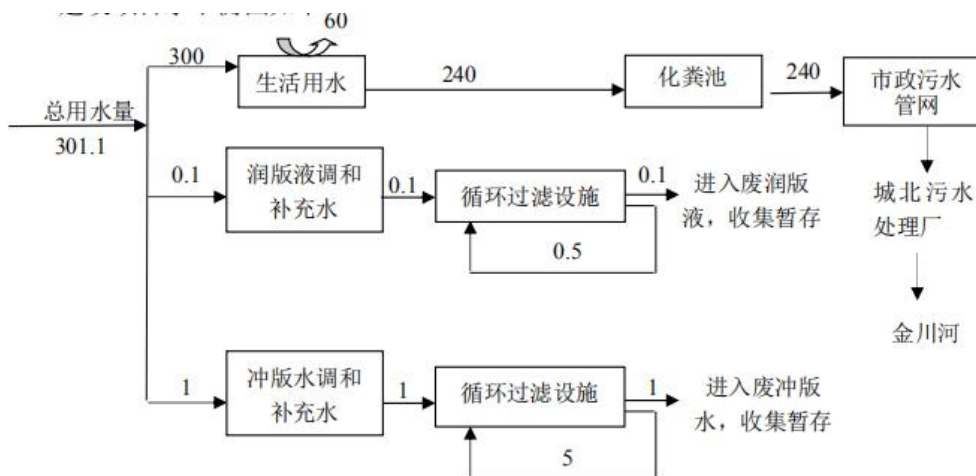 60
300
生活用水
240
化粪池
240
市政污水
管网
总用水量
301.1
0.1
润版液调和
补充水
0.1
循环过滤设施
0.1
进入废润版
液，收集暂存
0.5
城北污水
处理厂
金川河
1
冲版水调和
补充水
1
循环过滤设施
1
进入废冲版
水，收集暂存
5